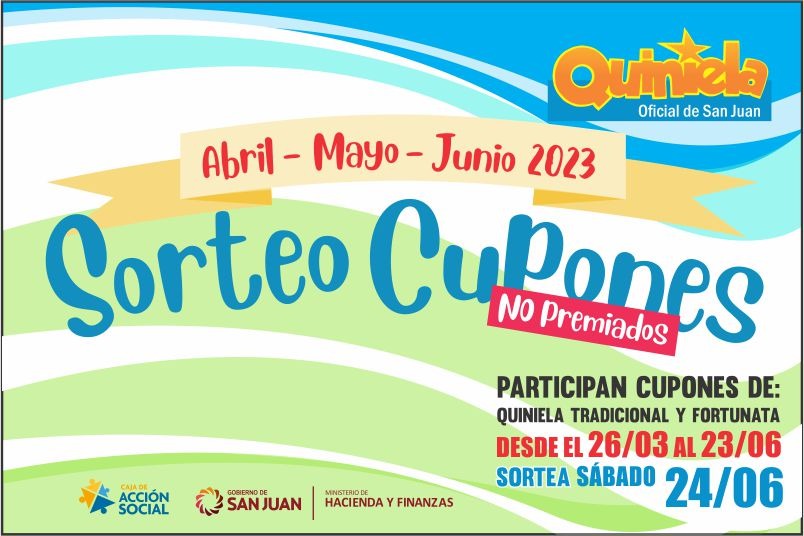 Quiniela
Oficial de San Juan
Abril - Mayo - Junio 2023
Sorteo Cupones
No Premiados
PARTICIPAN CUPONES DE:
QUINIELA TRADICIONAL Y FORTUNATA
DESDE EL 26/03 AL 23/06
SORTEA SÁBADO 24/06
CAJA DE
ACCIÓN
SOCIAL
GOBIERNO DE
SAN JUAN
MINISTERIO DE
HACIENDA Y FINANZAS